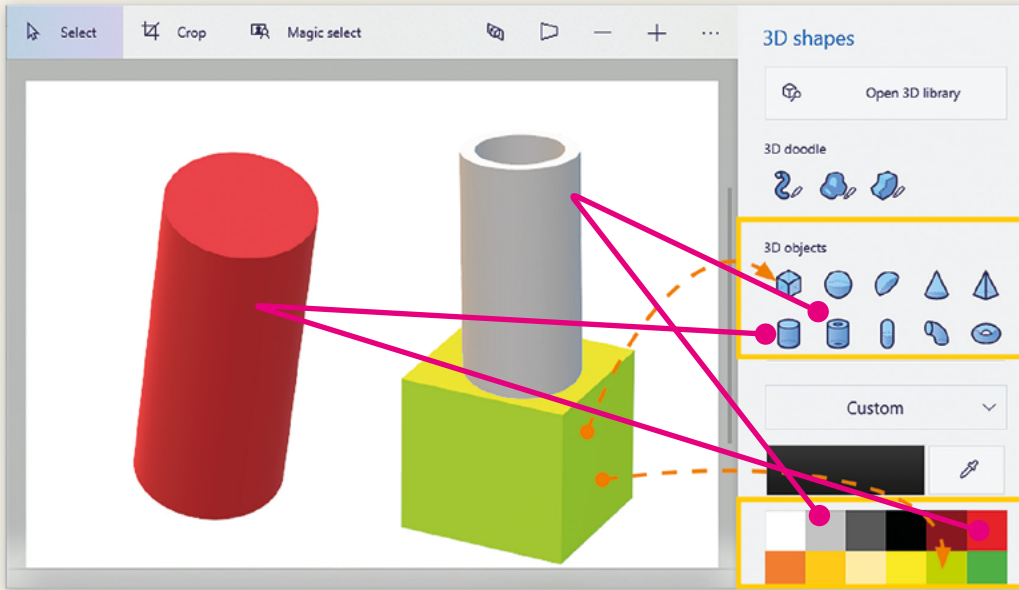 Select
Crop
Magic select
3D shapes
Open 3D library
3D doodle
3D objects
Custom